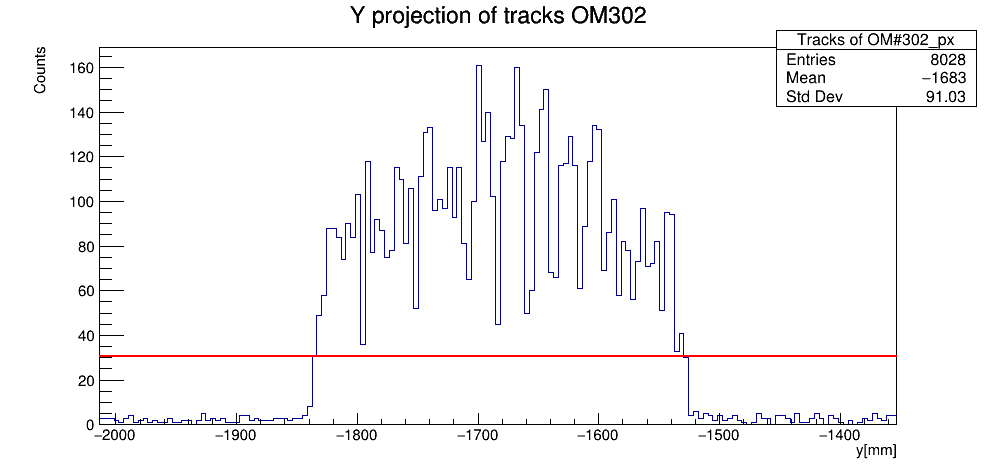 Y projection of tracks OM302
Tracks of OM#302_px
Entries 8028
Mean −1683
Std Dev 91.03
Counts
160
140
120
100
80
60
40
20
0
−2000 −1900 −1800 −1700 −1600 −1500 −1400
y[mm]